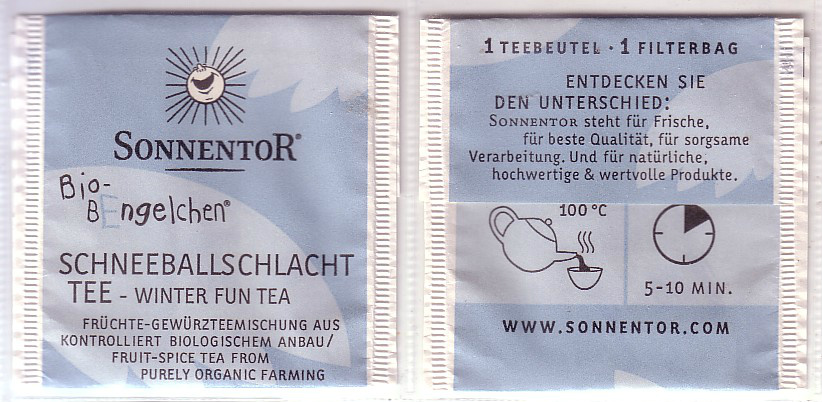 SONNENTOR®
Bio-
BEngelchen®
SCHNEEBALLSCHLACHT
TEE - WINTER FUN TEA
FRÜCHTE-GEWÜRZTEEMISCHUNG AUS
KONTROLLIERT BIOLOGISCHEM ANBAU/
FRUIT-SPICE TEA FROM
PURELY ORGANIC FARMING
1 TEEBEUTEL · 1 FILTERBAG
ENTDECKEN SIE
DEN UNTERSCHIED:
SONNENTOR steht für Frische,
für beste Qualität, für sorgsame
Verarbeitung. Und für natürliche,
hochwertige & wertvolle Produkte.
100°C
5-10 MIN.
WWW.SONNENTOR.COM